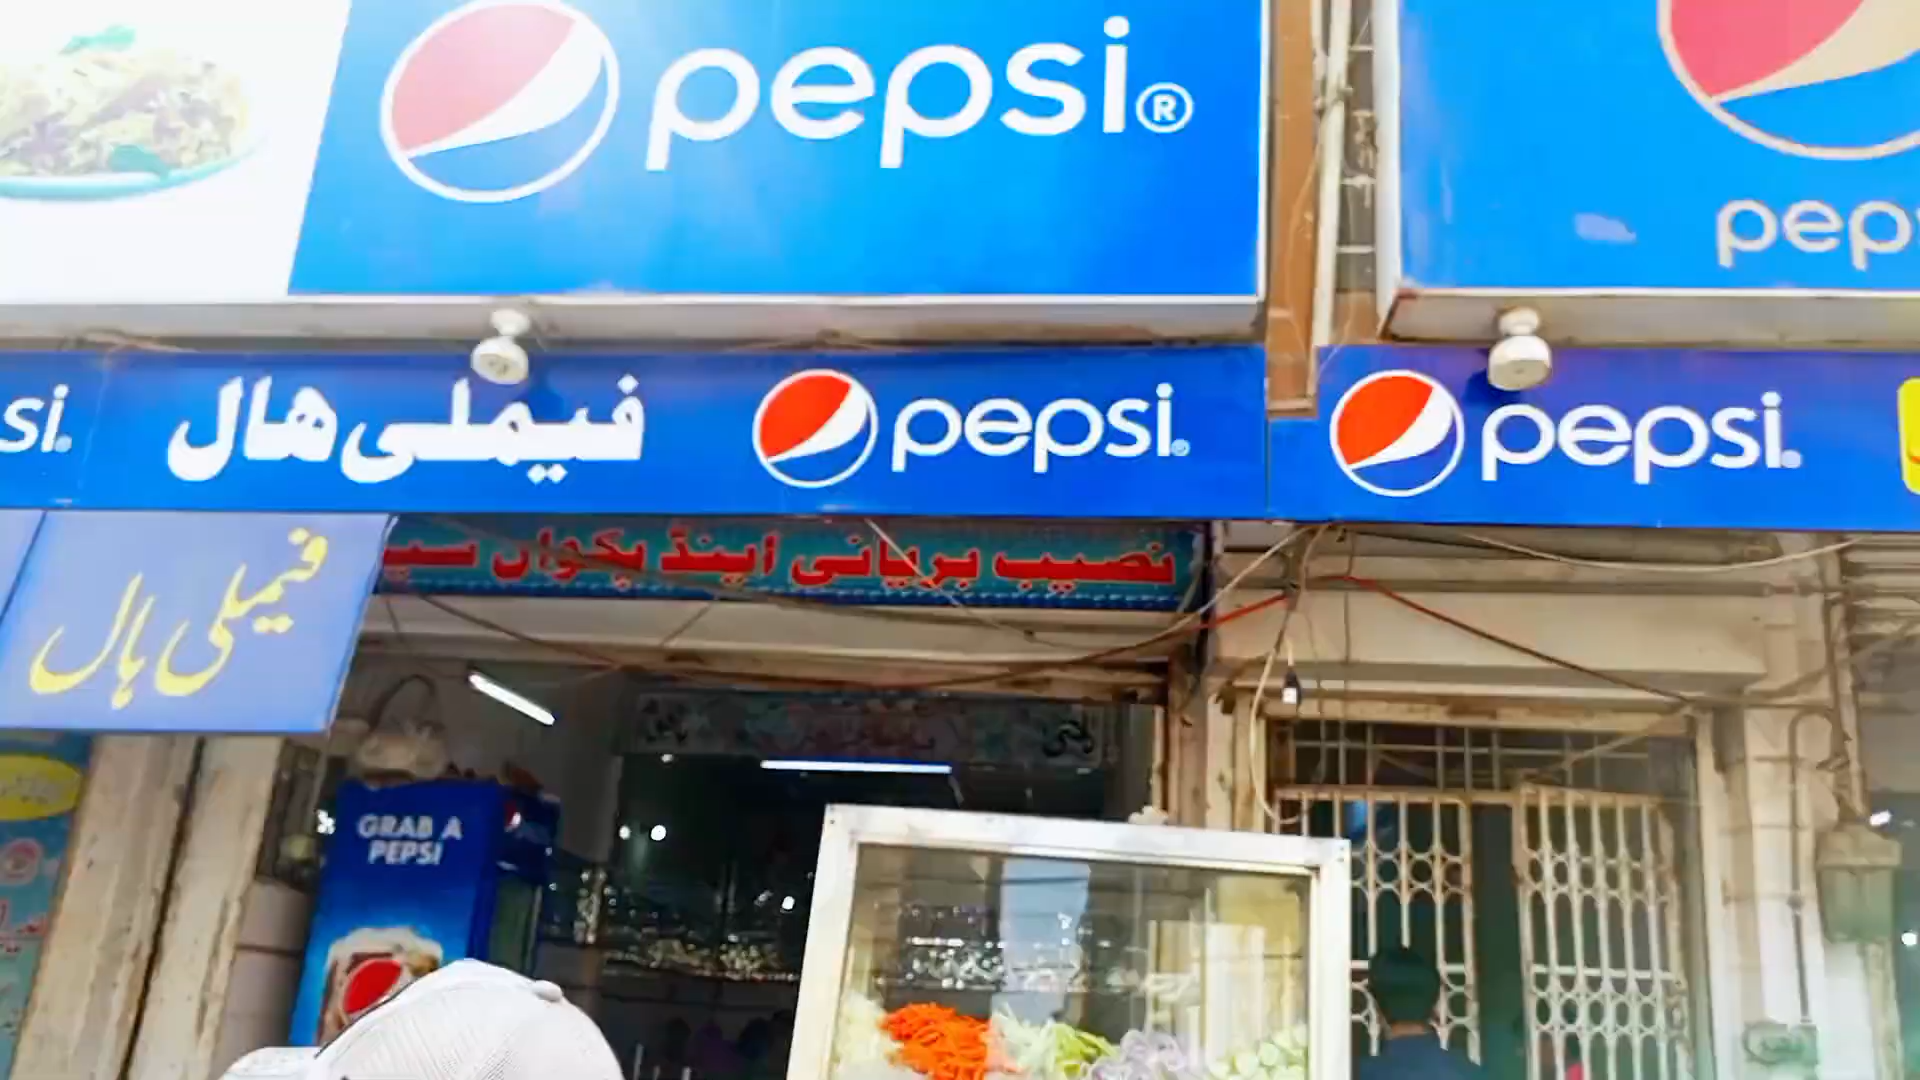 pepsi®
pep
si.
فیملی ہال
pepsi®
pepsi.
فیملی ہال
نصیب بریانی اینڈ پکوان
GRAB A
PEPSI